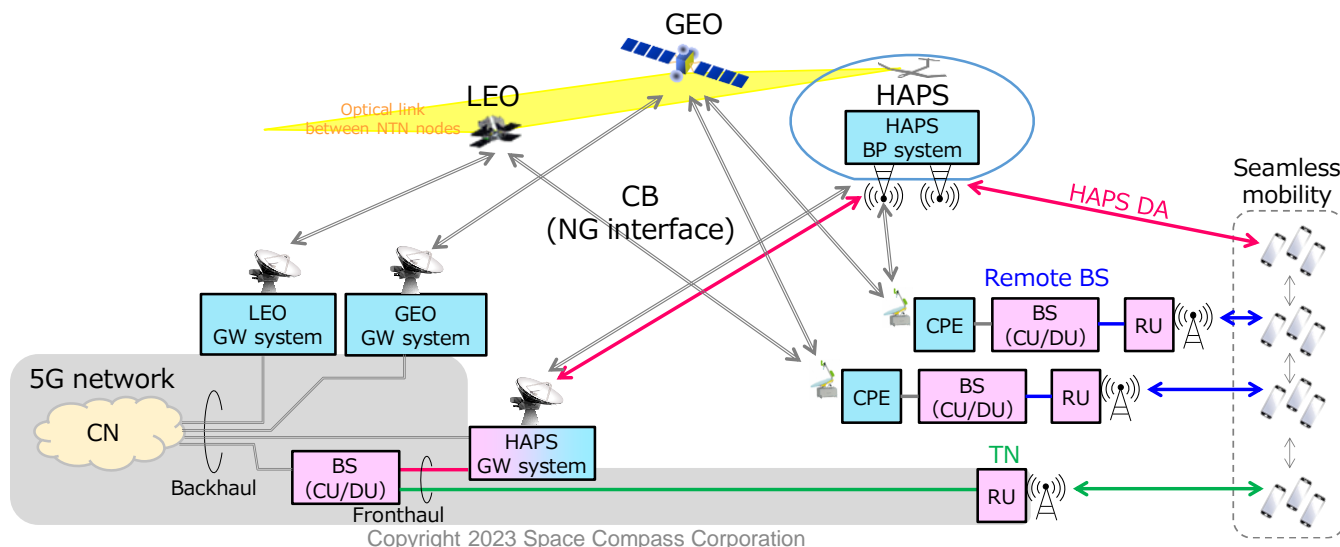 GEO
LEO
Optical link
between NTN nodes
HAPS
HAPS
BP system
Seamless
mobility
HAPS DA
CB
(NG interface)
LEO
GW system
GEO
GW system
Remote BS
CPE
BS
(CU/DU)
RU
5G network
CN
CPE
BS
(CU/DU)
RU
HAPS
GW system
TN
Backhaul
BS
(CU/DU)
RU
Fronthaul
Copyright 2023 Space Compass Corporation